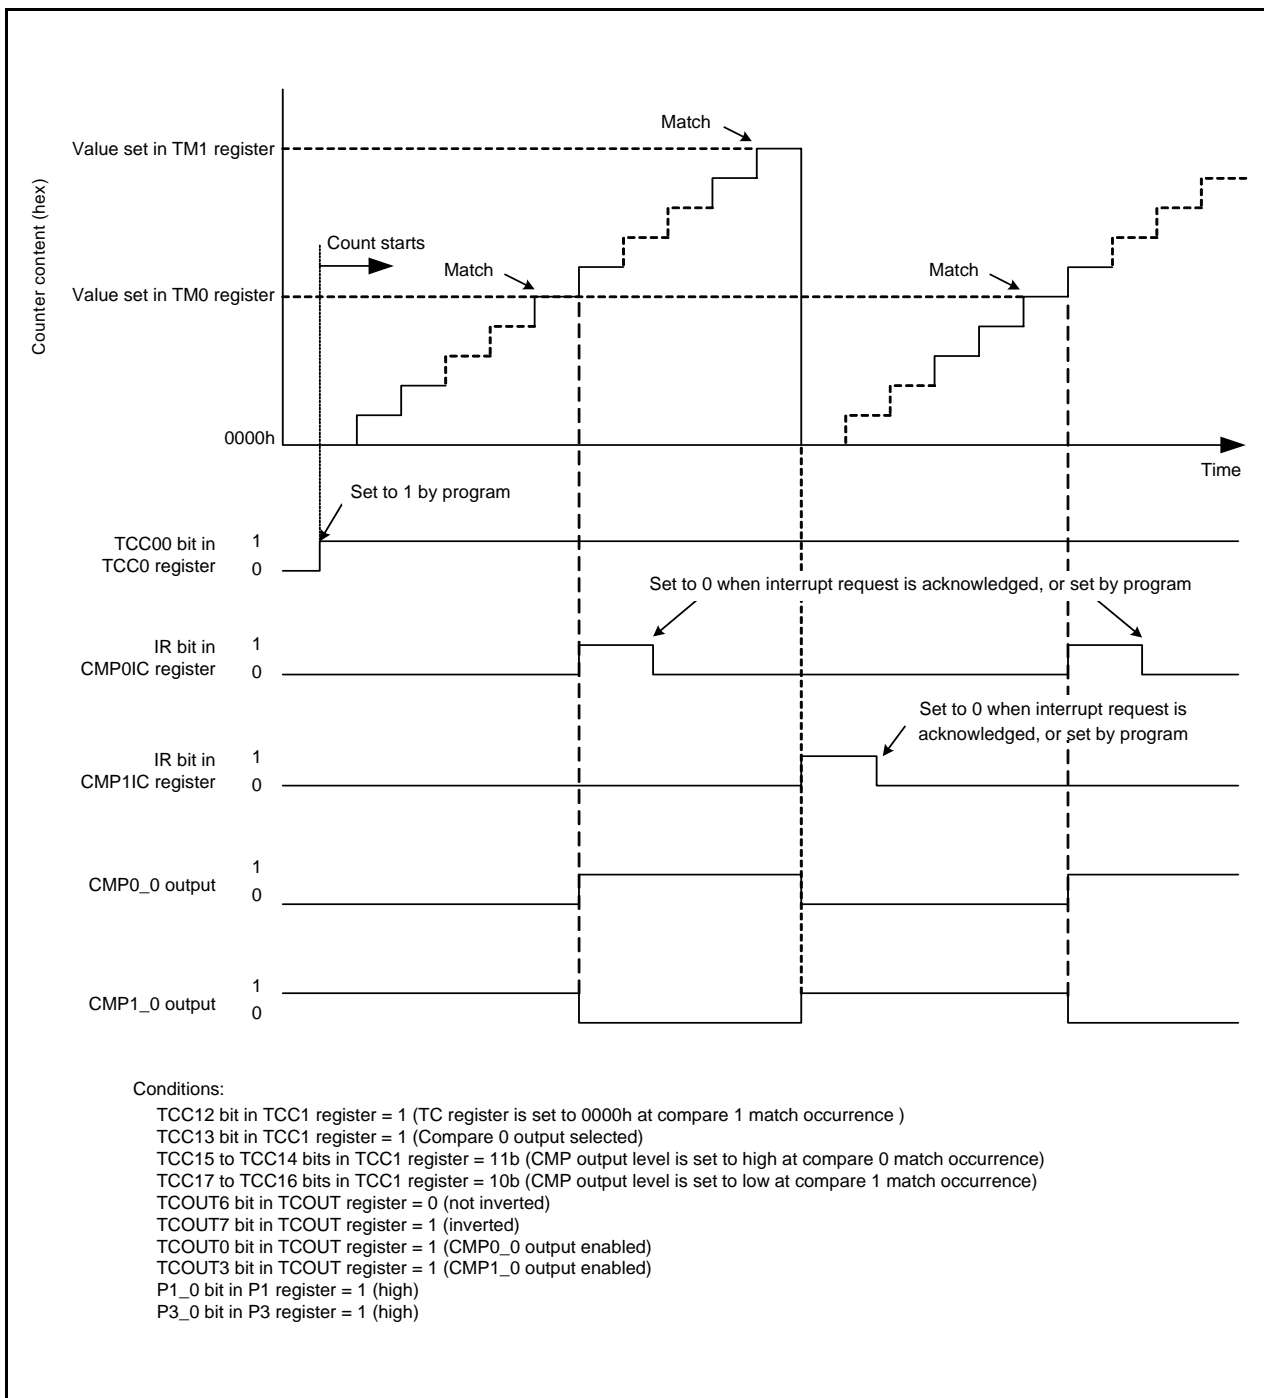 Match
Value set in TM1 register
Count starts
Match
Match
Value set in TM0 register
Counter content (hex)
0000h
Time
Set to 1 by program
TCC00 bit in
TCC0 register
1
0
Set to 0 when interrupt request is acknowledged, or set by program
IR bit in
CMP0IC register
1
0
Set to 0 when interrupt request is
acknowledged, or set by program
IR bit in
CMP1IC register
1
0
CMP0_0 output
1
0
CMP1_0 output
1
0
Conditions:
TCC12 bit in TCC1 register = 1 (TC register is set to 0000h at compare 1 match occurrence )
TCC13 bit in TCC1 register = 1 (Compare 0 output selected)
TCC15 to TCC14 bits in TCC1 register = 11b (CMP output level is set to high at compare 0 match occurrence)
TCC17 to TCC16 bits in TCC1 register = 10b (CMP output level is set to low at compare 1 match occurrence)
TCOUT6 bit in TCOUT register = 0 (not inverted)
TCOUT7 bit in TCOUT register = 1 (inverted)
TCOUT0 bit in TCOUT register = 1 (CMP0_0 output enabled)
TCOUT3 bit in TCOUT register = 1 (CMP1_0 output enabled)
P1_0 bit in P1 register = 1 (high)
P3_0 bit in P3 register = 1 (high)